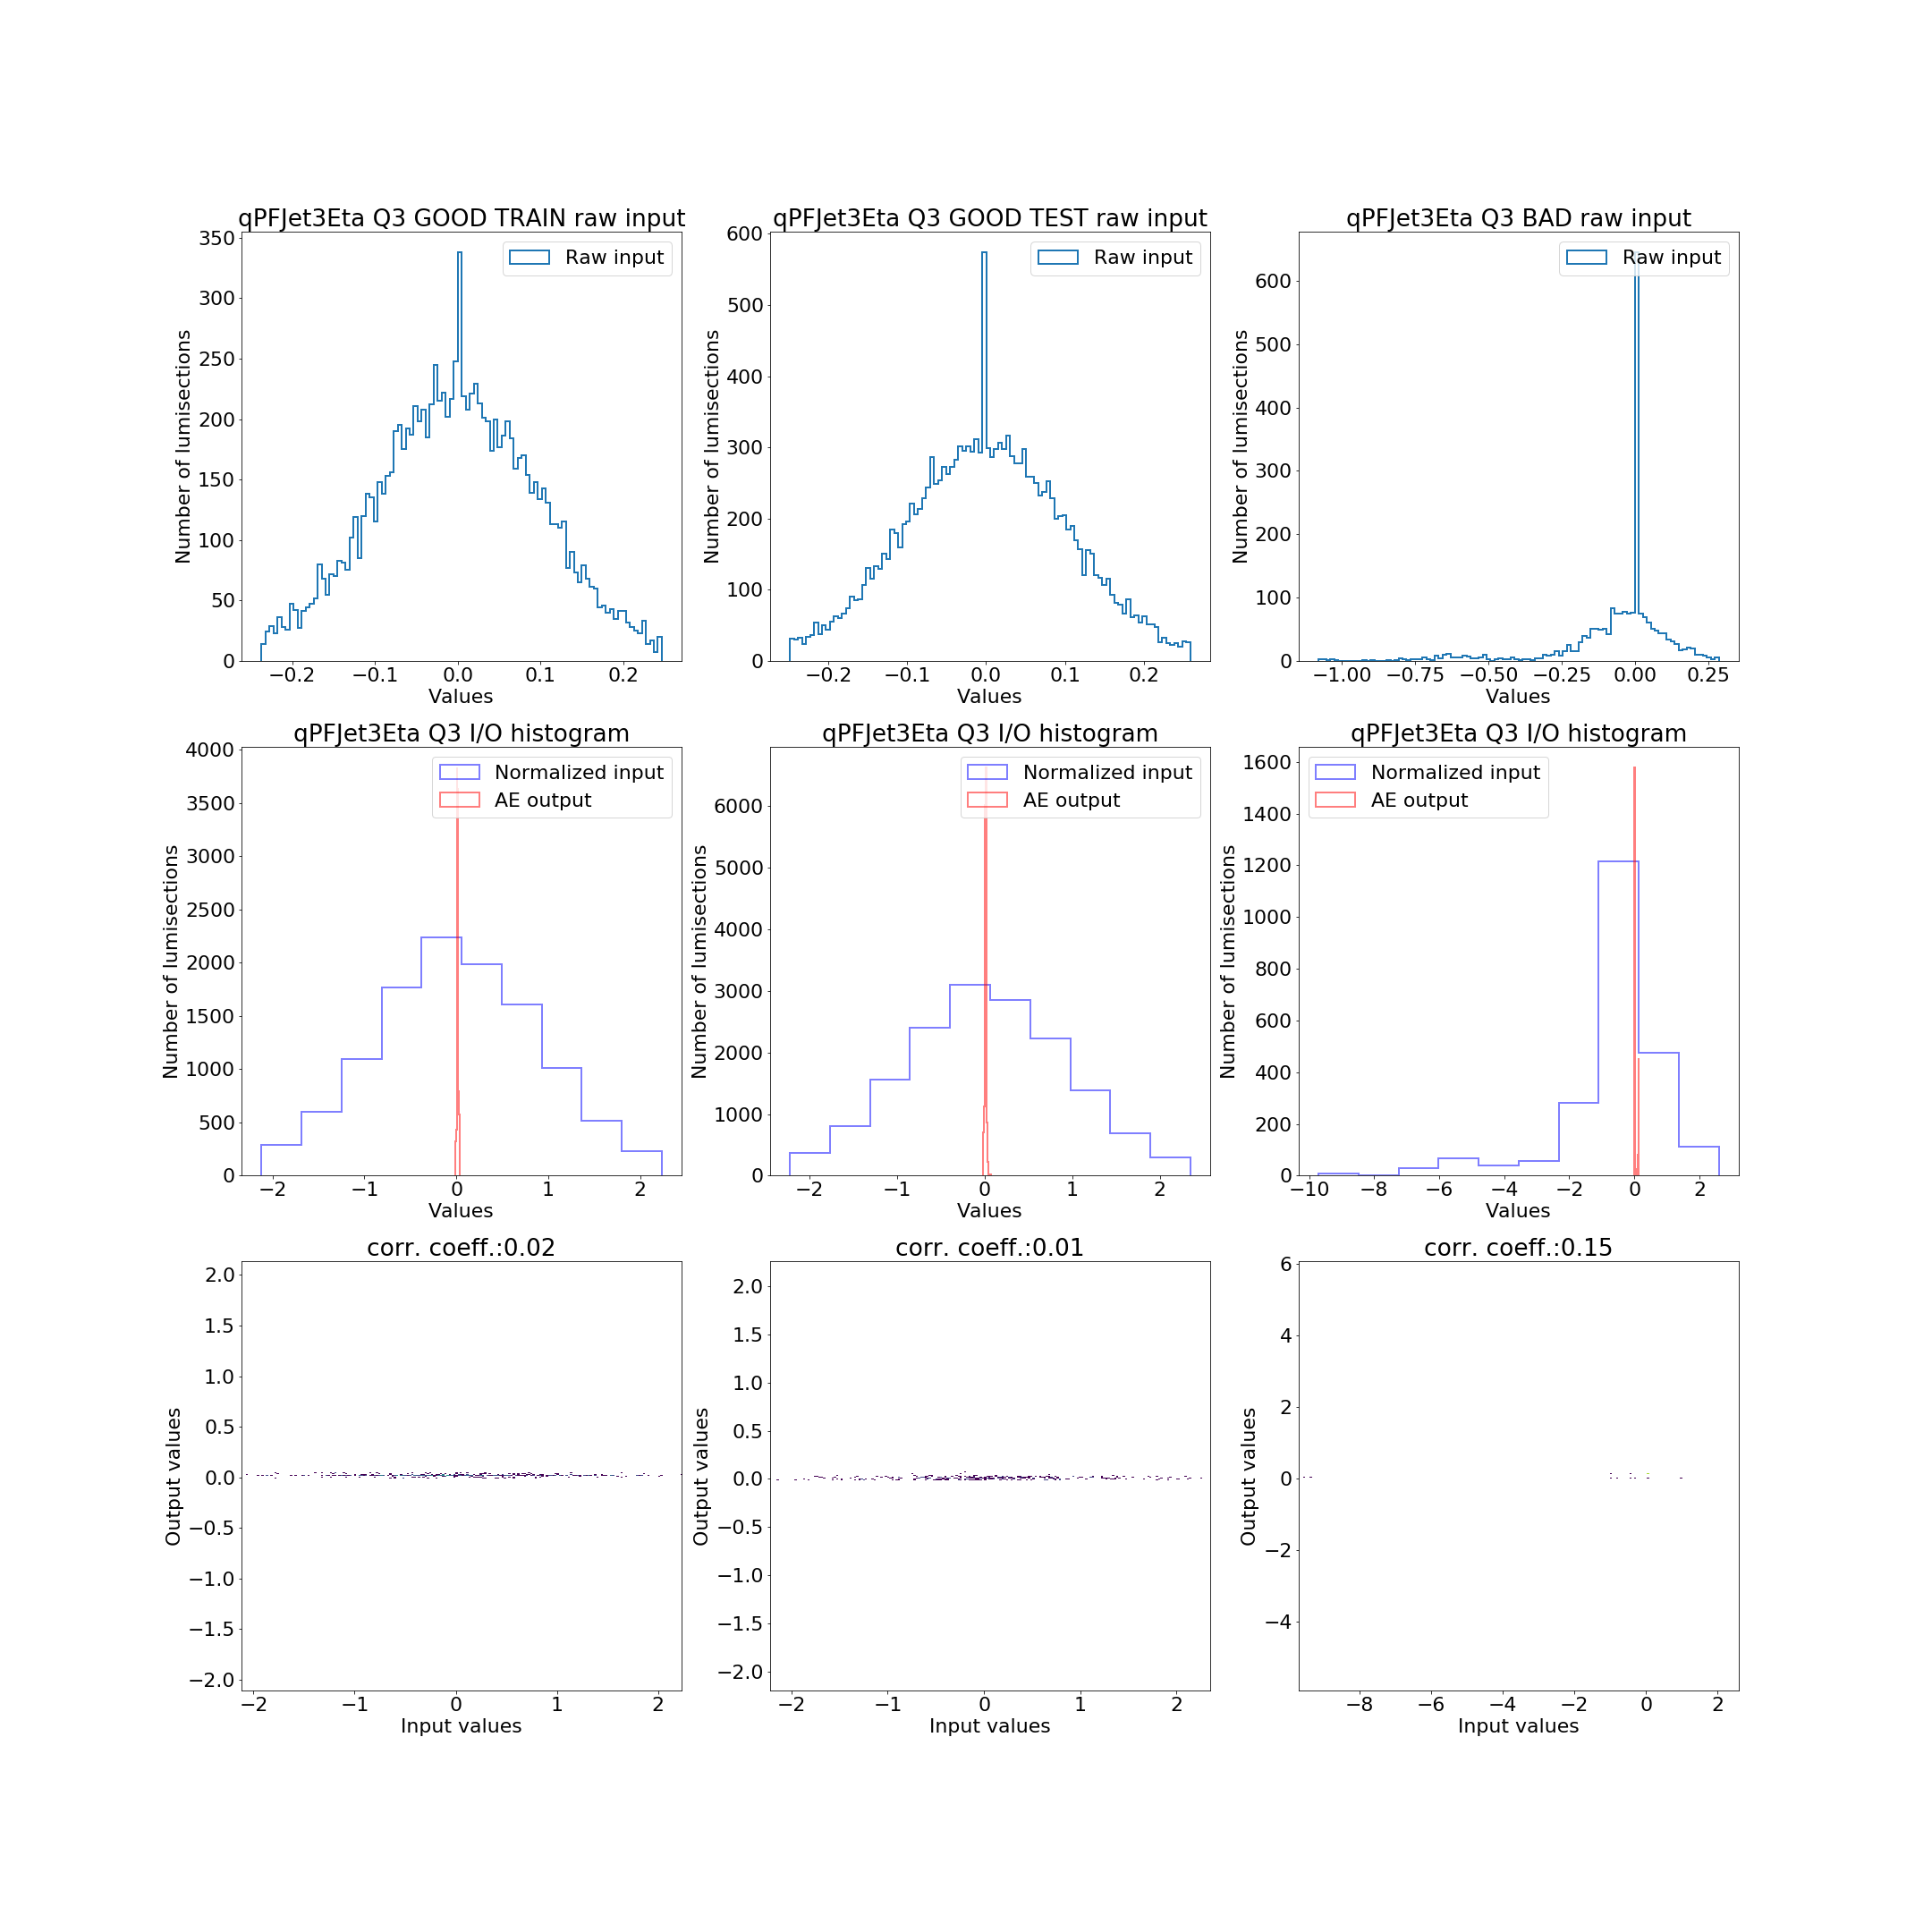 qPFJet3Eta Q3 GOOD TRAIN raw input
Raw input
350
300
250
200
150
100
50
0
Number of lumisections
−0.2 −0.1 0.0 0.1 0.2
Values
qPFJet3Eta Q3 GOOD TEST raw input
Raw input
600
500
400
300
200
100
0
Number of lumisections
−0.2 −0.1 0.0 0.1 0.2
Values
qPFJet3Eta Q3 BAD raw input
Raw input
600
500
400
300
200
100
0
Number of lumisections
−1.00 −0.75 −0.50 −0.25 0.00 0.25
Values
qPFJet3Eta Q3 I/O histogram
Normalized input
AE output
4000
3500
3000
2500
2000
1500
1000
500
0
Number of lumisections
−2 −1 0 1 2
Values
qPFJet3Eta Q3 I/O histogram
Normalized input
AE output
6000
5000
4000
3000
2000
1000
0
Number of lumisections
−2 −1 0 1 2
Values
qPFJet3Eta Q3 I/O histogram
Normalized input
AE output
1600
1400
1200
1000
800
600
400
200
0
Number of lumisections
−10 −8 −6 −4 −2 0 2
Values
corr. coeff.:0.02
2.0
1.5
1.0
0.5
0.0
−0.5
−1.0
−1.5
−2.0
Output values
−2 −1 0 1 2
Input values
corr. coeff.:0.01
2.0
1.5
1.0
0.5
0.0
−0.5
−1.0
−1.5
−2.0
Output values
−2 −1 0 1 2
Input values
corr. coeff.:0.15
6
4
2
0
−2
−4
Output values
−8 −6 −4 −2 0 2
Input values